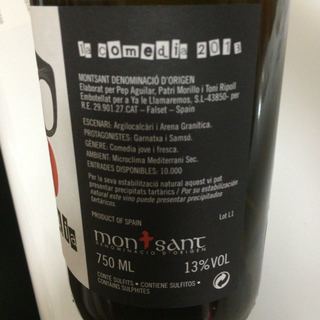 la comedia 2013
MONTSANT DENOMINACIÓ D'ORIGEN
Elaborat per Pep Aguilar, Patri Morillo i Toni Ripoll
Embotellat per a Ya le Llamaremos, S.L-43850- per
R.E. 29.901.27.CAT – Falset – Spain
ESCENARI: Argilocalcàri i Arena Granítica.
PROTAGONISTES: Garnatxa i Samsó.
GÈNERE: Comedia jove i fresca.
AMBIENT: Microclima Mediterrani Sec.
ENTRADES DISPONIBLES: 10.000
Per la seva estabilització natural aquest vi pot
presentar precipitats tartàrics / Por su estabilización
natural este vino puede presentar precipitados
tartáricos.
Lot L1
PRODUCT OF SPAIN
montsant
DENOMINACIÓ D'ORIGEN
750 ML 13%VOL
CONTÉ SULFITS - CONTIENE SULFITOS -
CONTAINS SULPHITES